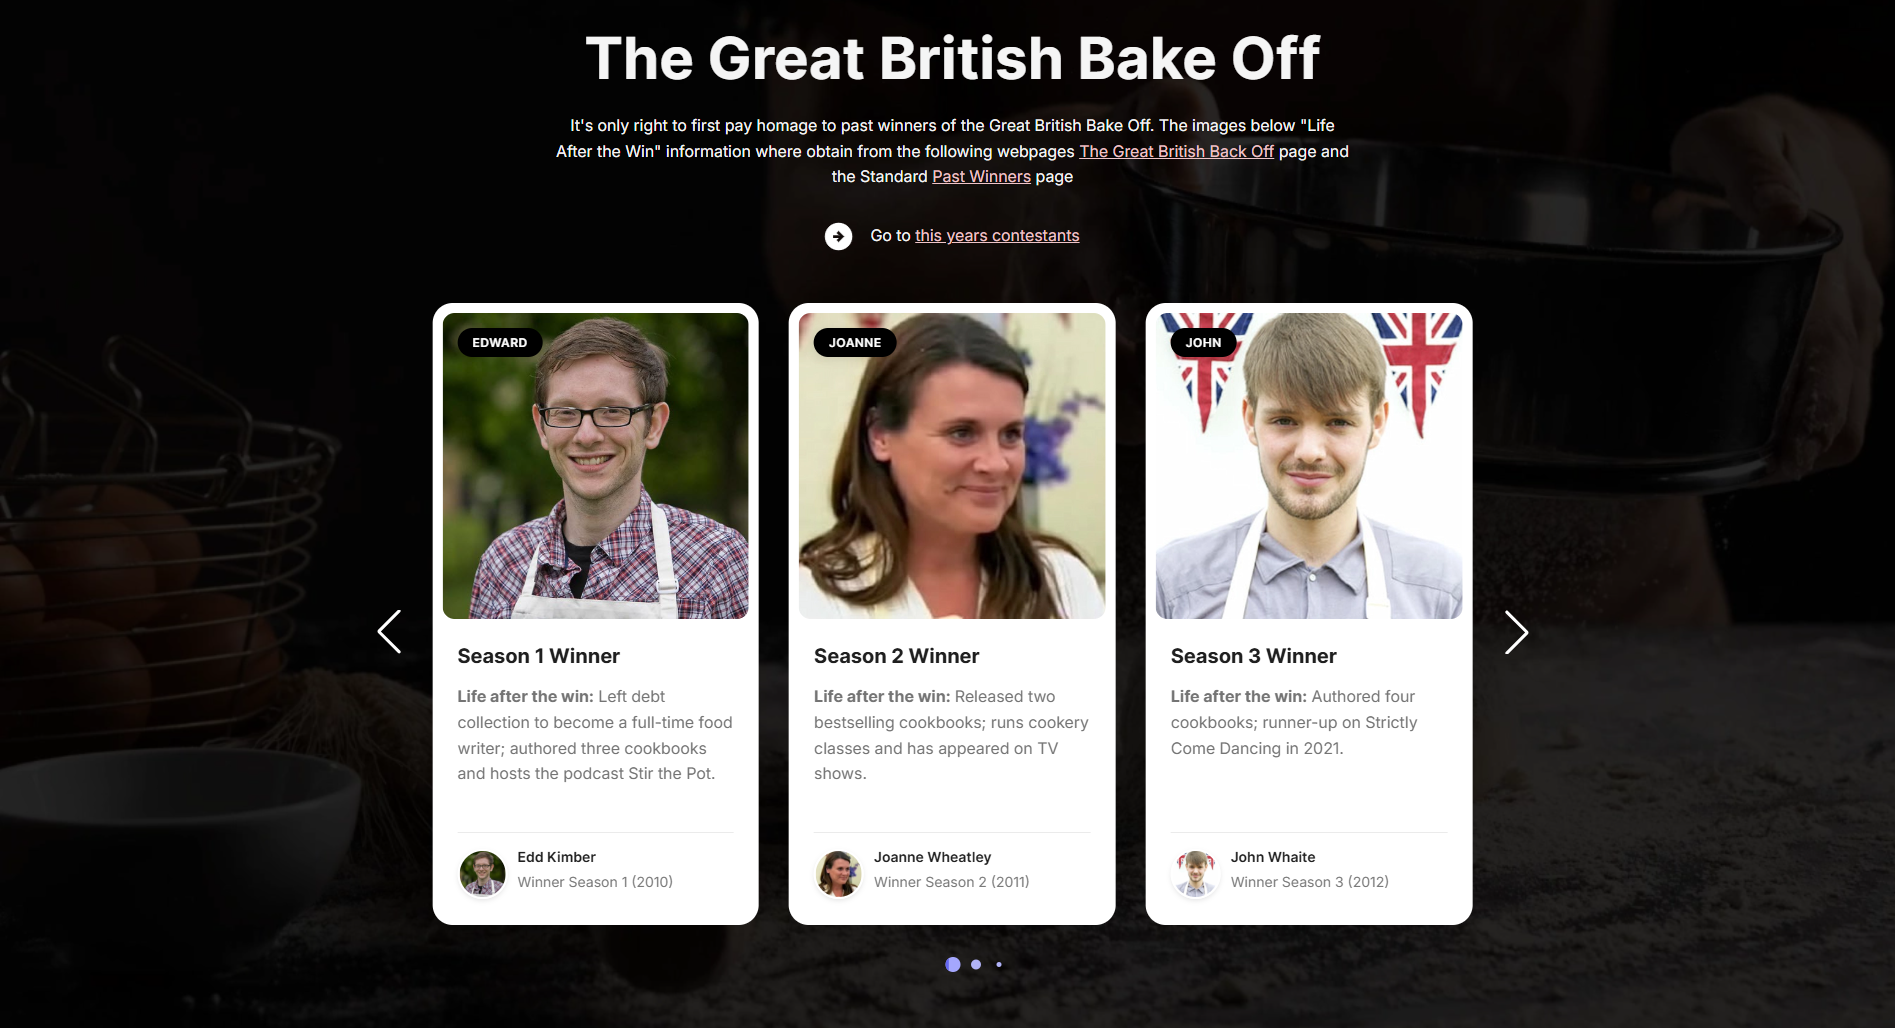 The Great British Bake Off
It's only right to first pay homage to past winners of the Great British Bake Off. The images below "Life
After the Win" information where obtain from the following webpages The Great British Back Off page and
the Standard Past Winners page
Go to this years contestants
EDWARD
Season 1 Winner
Life after the win: Left debt
collection to become a full-time food
writer; authored three cookbooks
and hosts the podcast Stir the Pot.
Edd Kimber
Winner Season 1 (2010)
JOANNE
Season 2 Winner
Life after the win: Released two
bestselling cookbooks; runs cookery
classes and has appeared on TV
shows.
Joanne Wheatley
Winner Season 2 (2011)
JOHN
Season 3 Winner
Life after the win: Authored four
cookbooks; runner-up on Strictly
Come Dancing in 2021.
John Whaite
Winner Season 3 (2012)